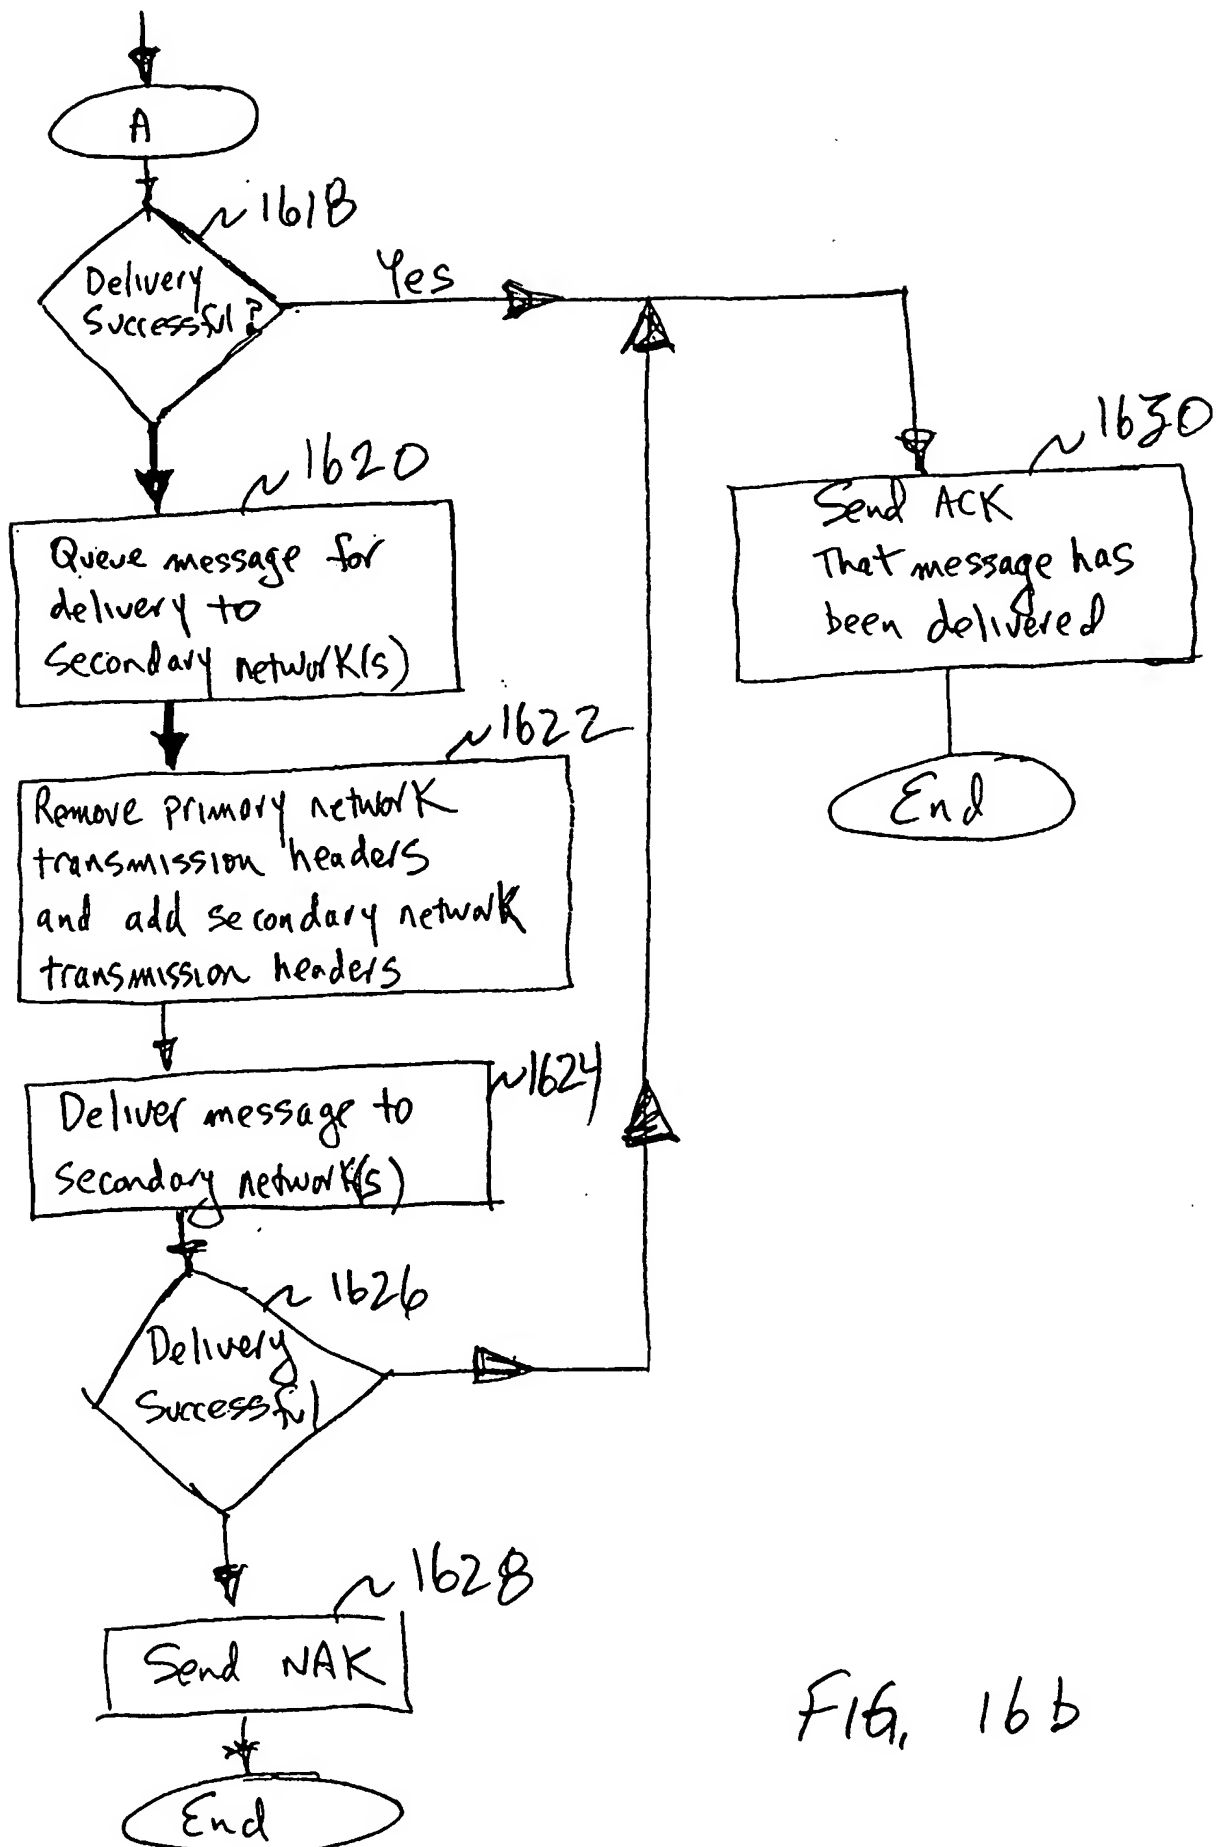 A
1618
Delivery
Successful?
Yes
1620
Queue message for
delivery to
secondary network(s)
1630
Send ACK
That message has
been delivered
End
1622
Remove primary network
transmission headers
and add secondary network
transmission headers
1624
Deliver message to
secondary network(s)
1626
Delivery
Successful
1628
Send NAK
End
FIG. 16b